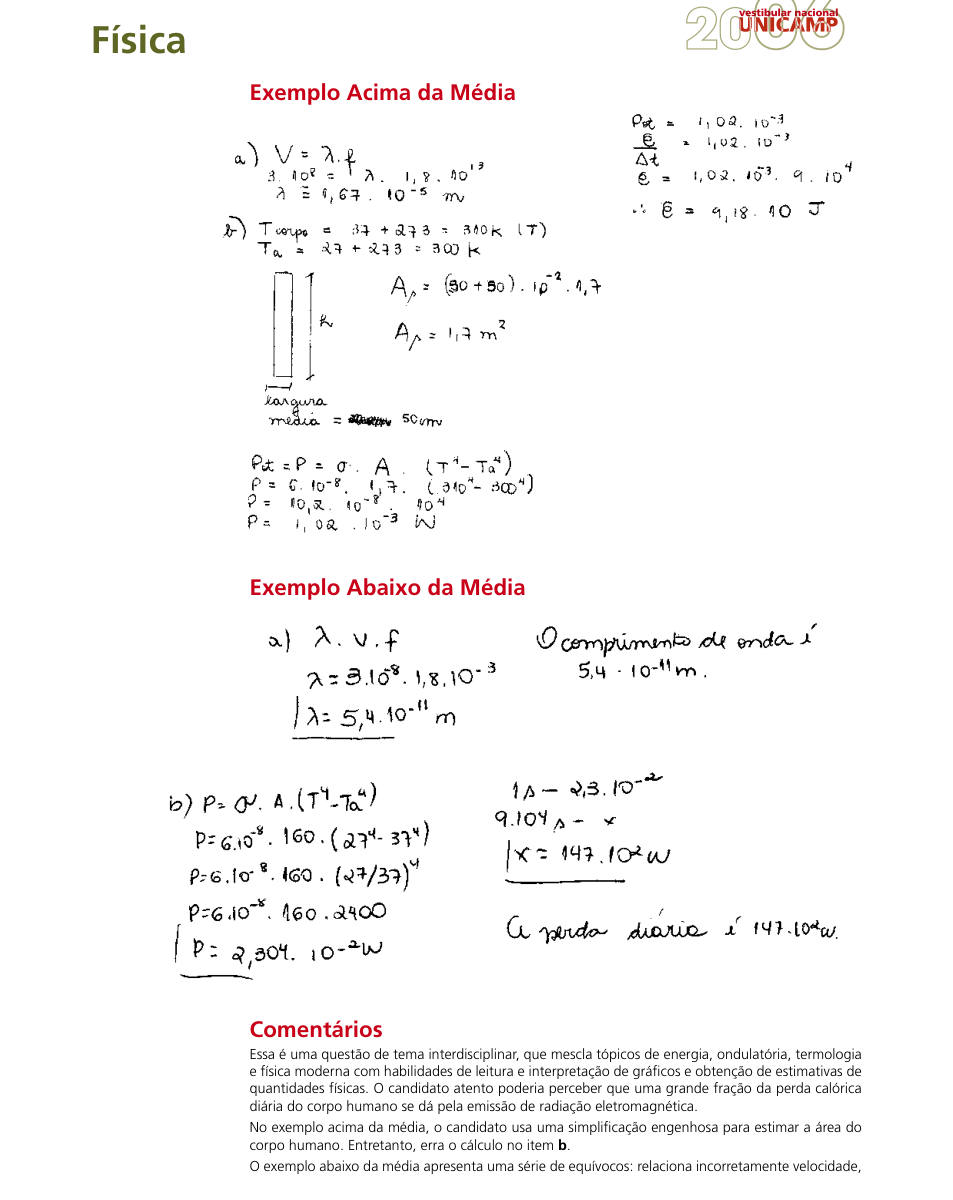 Física
2006
vestibular nacional
UNICAMP
Exemplo Acima da Média
a) V = λ.f
3.10⁸ = λ. 1,8.10¹³
λ ≅ 1,67.10⁻⁵ m
b) Tcorpo = 37 + 273 = 310K (T)
Ta = 27 + 273 = 300 K
h
largura
média = 50cm
Ap = (50+50).10⁻².1,7
Ap = 1,7 m²
Pot = P = σ. A. (T⁴ - Ta⁴)
P = 6.10⁻⁸. 1,7. (310⁴ - 300⁴)
P = 10,2.10⁻⁸. 10⁴
P = 1,02.10⁻³ W
Pot = 1,02.10⁻³
E/Δt = 1,02.10⁻³
E = 1,02.10⁻³.9.10⁴
∴ E = 9,18.10 J
Exemplo Abaixo da Média
a) λ.v.f
λ = 3.10⁻⁸.1,8.10⁻³
λ = 5,4.10⁻¹¹ m
O comprimento de onda é
5,4.10⁻¹¹ m.
b) P = σ. A.(T⁴-Ta⁴)
P=6.10⁻⁸. 160.(27⁴-37⁴)
P=6.10⁻⁸. 160. (27/37)⁴
P=6.10⁻⁸. 160.2400
P= 2,304. 10⁻²W
1s — 2,3.10⁻²
9.104 s — x
x = 147.10²W
A perda diária é 147.10²W.
Comentários
Essa é uma questão de tema interdisciplinar, que mescla tópicos de energia, ondulatória, termologia
e física moderna com habilidades de leitura e interpretação de gráficos e obtenção de estimativas de
quantidades físicas. O candidato atento poderia perceber que uma grande fração da perda calórica
diária do corpo humano se dá pela emissão de radiação eletromagnética.
No exemplo acima da média, o candidato usa uma simplificação engenhosa para estimar a área do
corpo humano. Entretanto, erra o cálculo no item b.
O exemplo abaixo da média apresenta uma série de equívocos: relaciona incorretamente velocidade,